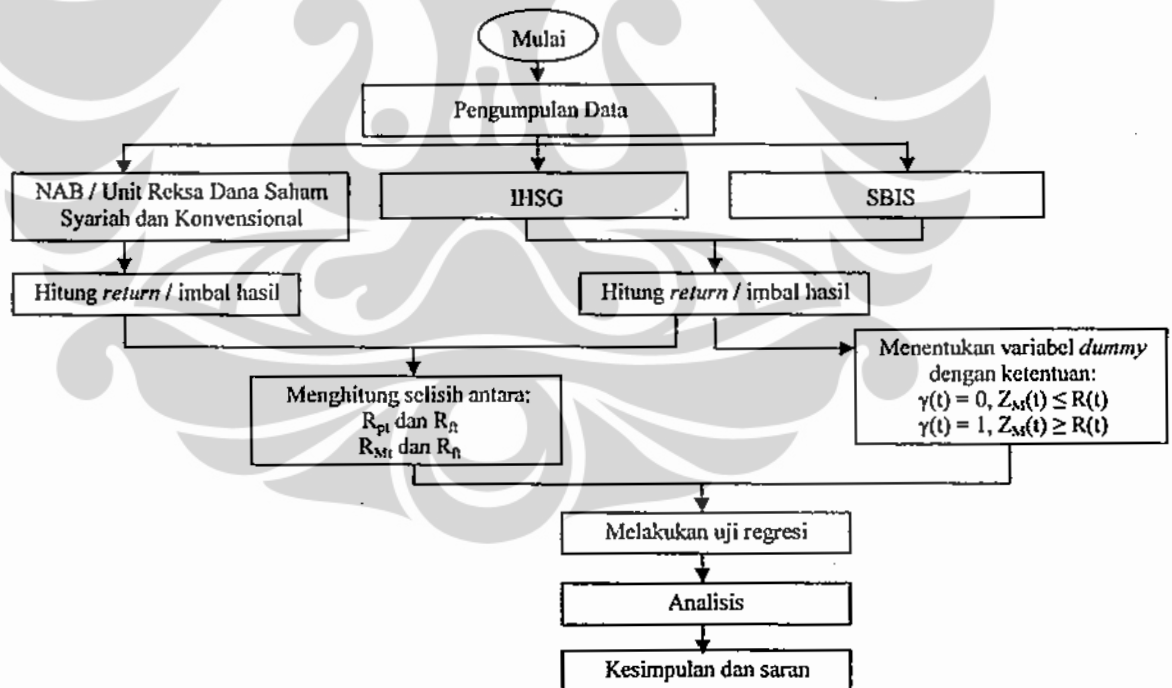 Mulai
Pengumpulan Data
NAB / Unit Reksa Dana Saham
Syariah dan Konvensional
IHSG
SBIS
Hitung return / imbal hasil
Hitung return / imbal hasil
Menentukan variabel dummy
dengan ketentuan:
γ(t) = 0, Z_M(t) ≤ R(t)
γ(t) = 1, Z_M(t) ≥ R(t)
Menghitung selisih antara:
R_pt dan R_ft
R_Mt dan R_ft
Melakukan uji regresi
Analisis
Kesimpulan dan saran